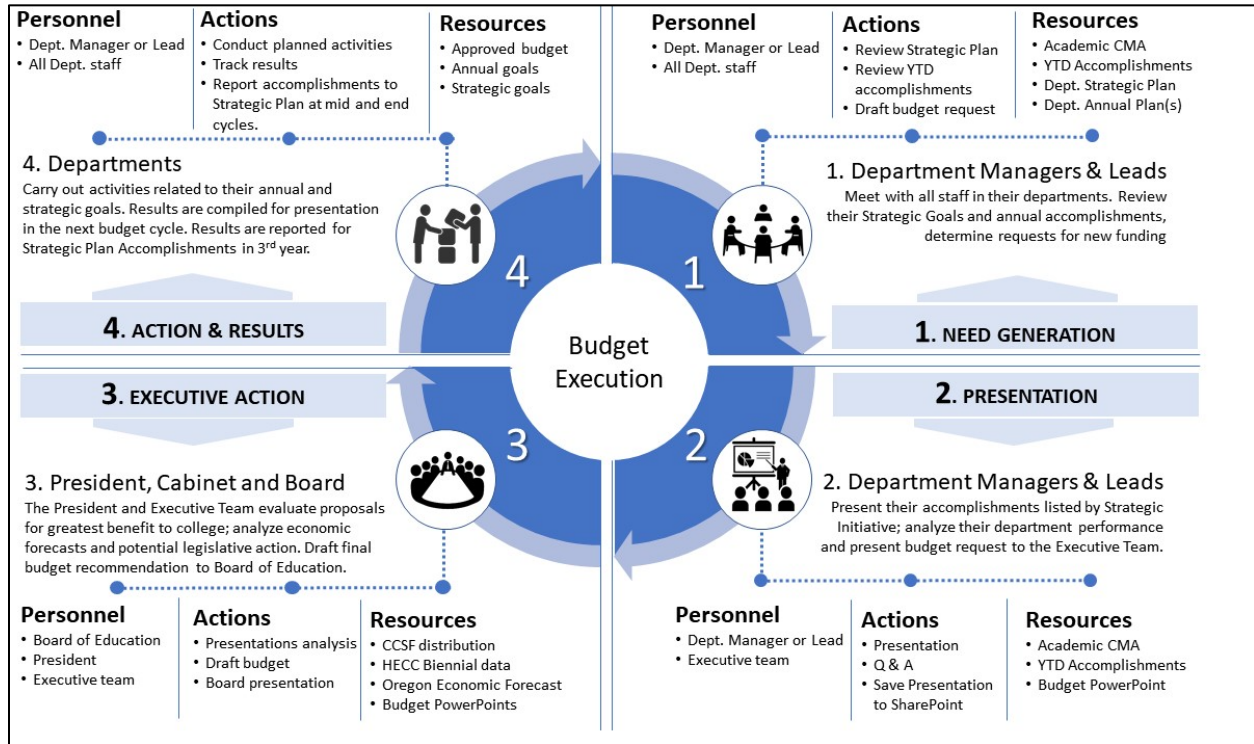 Personnel
• Dept. Manager or Lead
• All Dept. staff
Actions
• Conduct planned activities
• Track results
• Report accomplishments to
Strategic Plan at mid and end
cycles.
Resources
• Approved budget
• Annual goals
• Strategic goals
4. Departments
Carry out activities related to their annual and
strategic goals. Results are compiled for presentation
in the next budget cycle. Results are reported for
Strategic Plan Accomplishments in 3rd year.
4. ACTION & RESULTS
Personnel
• Dept. Manager or Lead
• All Dept. staff
Actions
• Review Strategic Plan
• Review YTD
accomplishments
• Draft budget request
Resources
• Academic CMA
• YTD Accomplishments
• Dept. Strategic Plan
• Dept. Annual Plan(s)
1. Department Managers & Leads
Meet with all staff in their departments. Review
their Strategic Goals and annual accomplishments,
determine requests for new funding
1. NEED GENERATION
4
1
Budget
Execution
3
2
3. EXECUTIVE ACTION
3. President, Cabinet and Board
The President and Executive Team evaluate proposals
for greatest benefit to college; analyze economic
forecasts and potential legislative action. Draft final
budget recommendation to Board of Education.
Personnel
• Board of Education
• President
• Executive team
Actions
• Presentations analysis
• Draft budget
• Board presentation
Resources
• CCSF distribution
• HECC Biennial data
• Oregon Economic Forecast
• Budget PowerPoints
2. PRESENTATION
2. Department Managers & Leads
Present their accomplishments listed by Strategic
Initiative; analyze their department performance
and present budget request to the Executive Team.
Personnel
• Dept. Manager or Lead
• Executive team
Actions
• Presentation
• Q & A
• Save Presentation
to SharePoint
Resources
• Academic CMA
• YTD Accomplishments
• Budget PowerPoint